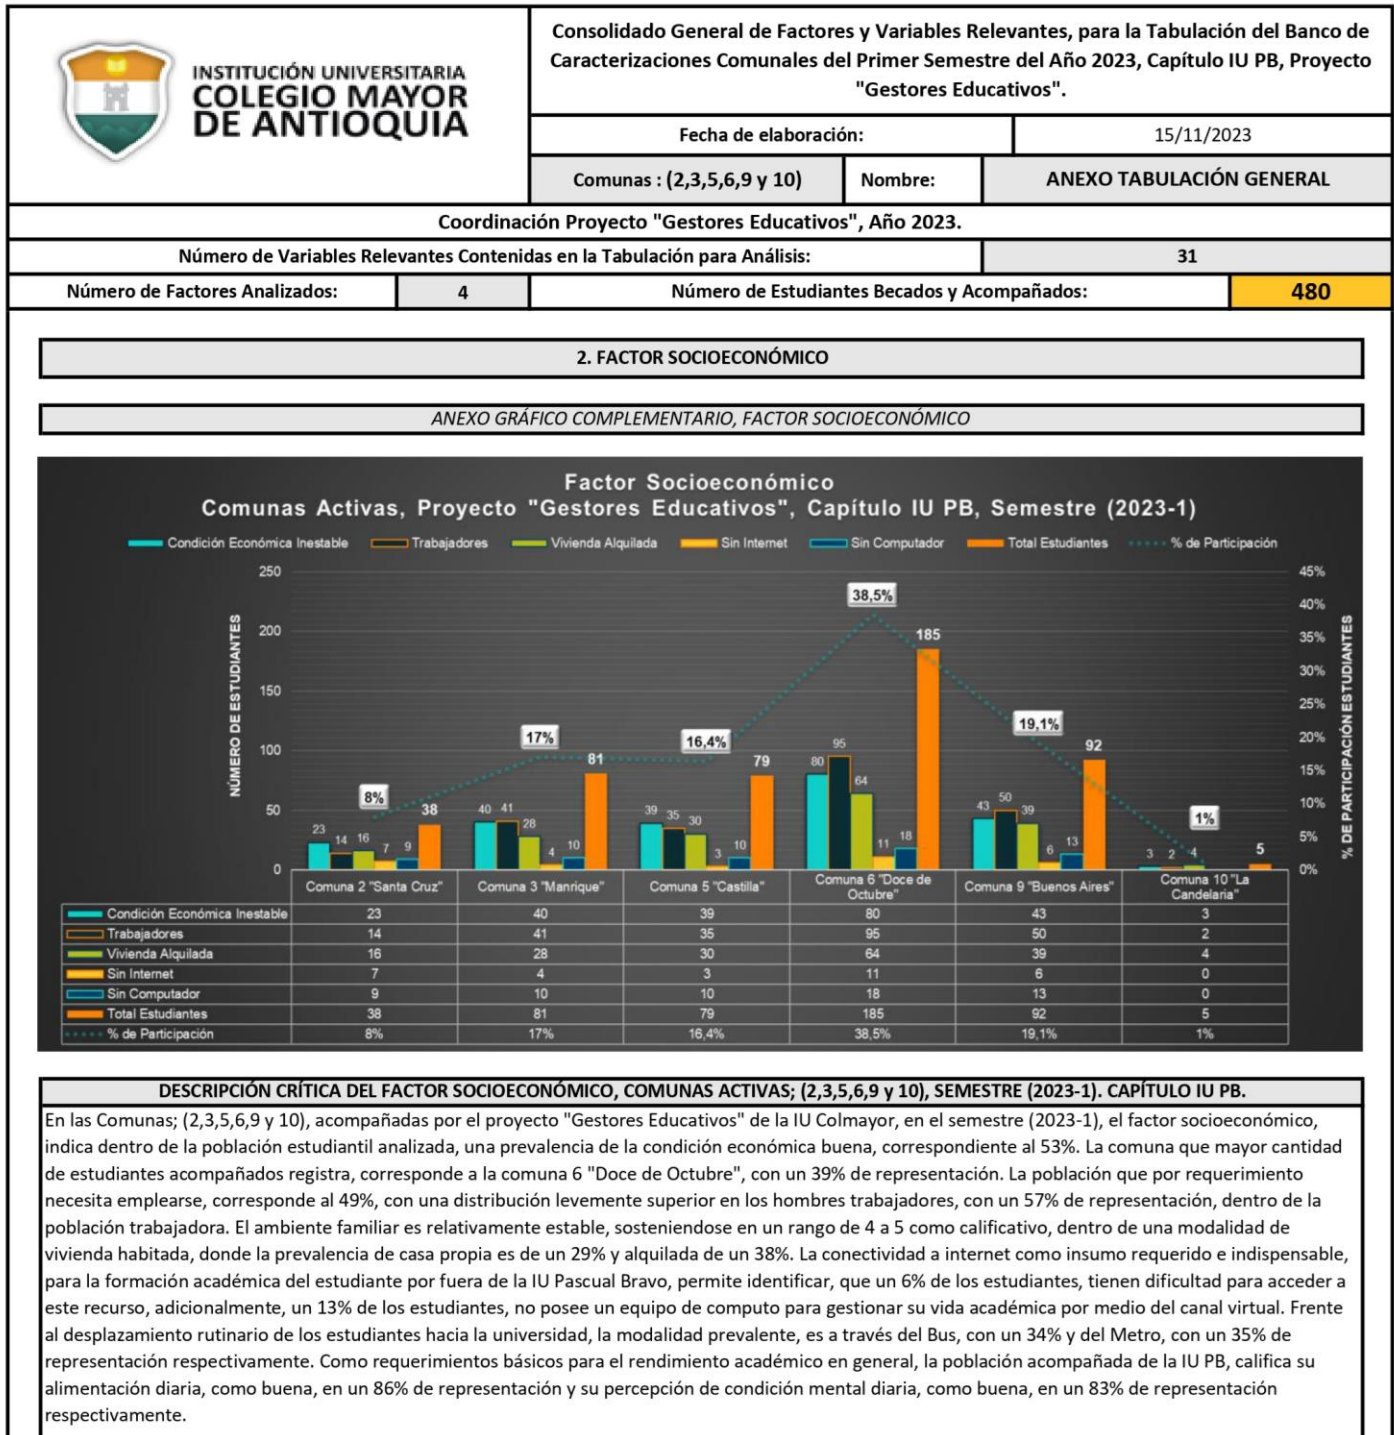 INSTITUCIÓN UNIVERSITARIA
COLEGIO MAYOR
DE ANTIOQUIA
Consolidado General de Factores y Variables Relevantes, para la Tabulación del Banco de
Caracterizaciones Comunales del Primer Semestre del Año 2023, Capítulo IU PB, Proyecto
"Gestores Educativos".
Fecha de elaboración: 15/11/2023
Comunas : (2,3,5,6,9 y 10) Nombre: ANEXO TABULACIÓN GENERAL
Coordinación Proyecto "Gestores Educativos", Año 2023.
Número de Variables Relevantes Contenidas en la Tabulación para Análisis: 31
Número de Factores Analizados: 4 Número de Estudiantes Becados y Acompañados: 480
2. FACTOR SOCIOECONÓMICO
ANEXO GRÁFICO COMPLEMENTARIO, FACTOR SOCIOECONÓMICO
Factor Socioeconómico
Comunas Activas, Proyecto "Gestores Educativos", Capítulo IU PB, Semestre (2023-1)
Condición Económica Inestable Trabajadores Vivienda Alquilada Sin Internet Sin Computador Total Estudiantes % de Participación
NÚMERO DE ESTUDIANTES
250
200
150
100
50
0
23 14 16 7 9 38 8%
40 41 28 4 10 81 17%
39 35 30 3 10 79 16,4%
80 95 64 11 18 185 38,5%
43 50 39 6 13 92 19,1%
3 2 4 5 1%
45%
40%
35%
30%
25%
20%
15%
10%
5%
0%
% DE PARTICIPACIÓN ESTUDIANTES
Comuna 2 "Santa Cruz" Comuna 3 "Manrique" Comuna 5 "Castilla" Comuna 6 "Doce de Octubre" Comuna 9 "Buenos Aires" Comuna 10 "La Candelaria"
Condición Económica Inestable 23 40 39 80 43 3
Trabajadores 14 41 35 95 50 2
Vivienda Alquilada 16 28 30 64 39 4
Sin Internet 7 4 3 11 6 0
Sin Computador 9 10 10 18 13 0
Total Estudiantes 38 81 79 185 92 5
% de Participación 8% 17% 16,4% 38,5% 19,1% 1%
DESCRIPCIÓN CRÍTICA DEL FACTOR SOCIOECONÓMICO, COMUNAS ACTIVAS; (2,3,5,6,9 y 10), SEMESTRE (2023-1). CAPÍTULO IU PB.
En las Comunas; (2,3,5,6,9 y 10), acompañadas por el proyecto "Gestores Educativos" de la IU Colmayor, en el semestre (2023-1), el factor socioeconómico,
indica dentro de la población estudiantil analizada, una prevalencia de la condición económica buena, correspondiente al 53%. La comuna que mayor cantidad
de estudiantes acompañados registra, corresponde a la comuna 6 "Doce de Octubre", con un 39% de representación. La población que por requerimiento
necesita emplearse, corresponde al 49%, con una distribución levemente superior en los hombres trabajadores, con un 57% de representación, dentro de la
población trabajadora. El ambiente familiar es relativamente estable, sosteniendose en un rango de 4 a 5 como calificativo, dentro de una modalidad de
vivienda habitada, donde la prevalencia de casa propia es de un 29% y alquilada de un 38%. La conectividad a internet como insumo requerido e indispensable,
para la formación académica del estudiante por fuera de la IU Pascual Bravo, permite identificar, que un 6% de los estudiantes, tienen dificultad para acceder a
este recurso, adicionalmente, un 13% de los estudiantes, no posee un equipo de computo para gestionar su vida académica por medio del canal virtual. Frente
al desplazamiento rutinario de los estudiantes hacia la universidad, la modalidad prevalente, es a través del Bus, con un 34% y del Metro, con un 35% de
representación respectivamente. Como requerimientos básicos para el rendimiento académico en general, la población acompañada de la IU PB, califica su
alimentación diaria, como buena, en un 86% de representación y su percepción de condición mental diaria, como buena, en un 83% de representación
respectivamente.